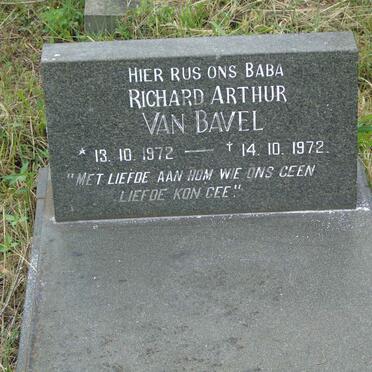 HIER RUS ONS BABA
RICHARD ARTHUR
VAN BAVEL
* 13. 10. 1972 — † 14. 10. 1972.
"MET LIEFDE AAN HOM WIE ONS GEEN
LIEFDE KON GEE."